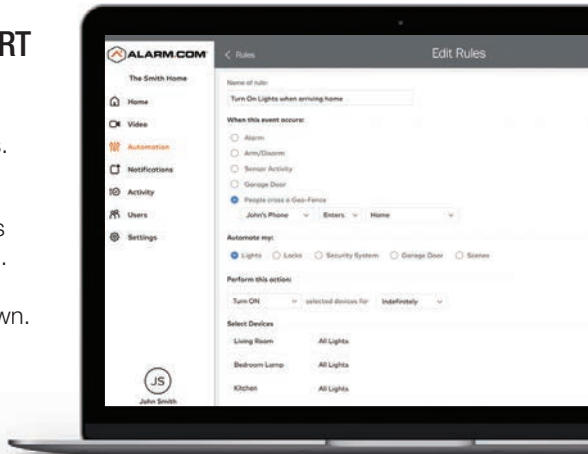 RT
s.
s
.
wn.
ALARM.COM
The Smith Home
Home
Video
Automation
Notifications
Activity
Users
Settings
JS
John Smith
< Rules
Edit Rules
Name of rule:
Turn On Lights when arriving home
When this event occurs:
Alarm
Arm/Disarm
Sensor Activity
Garage Door
People cross a Geo-Fence
John's Phone Enters Home
Automate my:
Lights Locks Security System Garage Door Scenes
Perform this action:
Turn ON selected devices for Indefinitely
Select Devices
Living Room All Lights
Bedroom Lamp All Lights
Kitchen All Lights